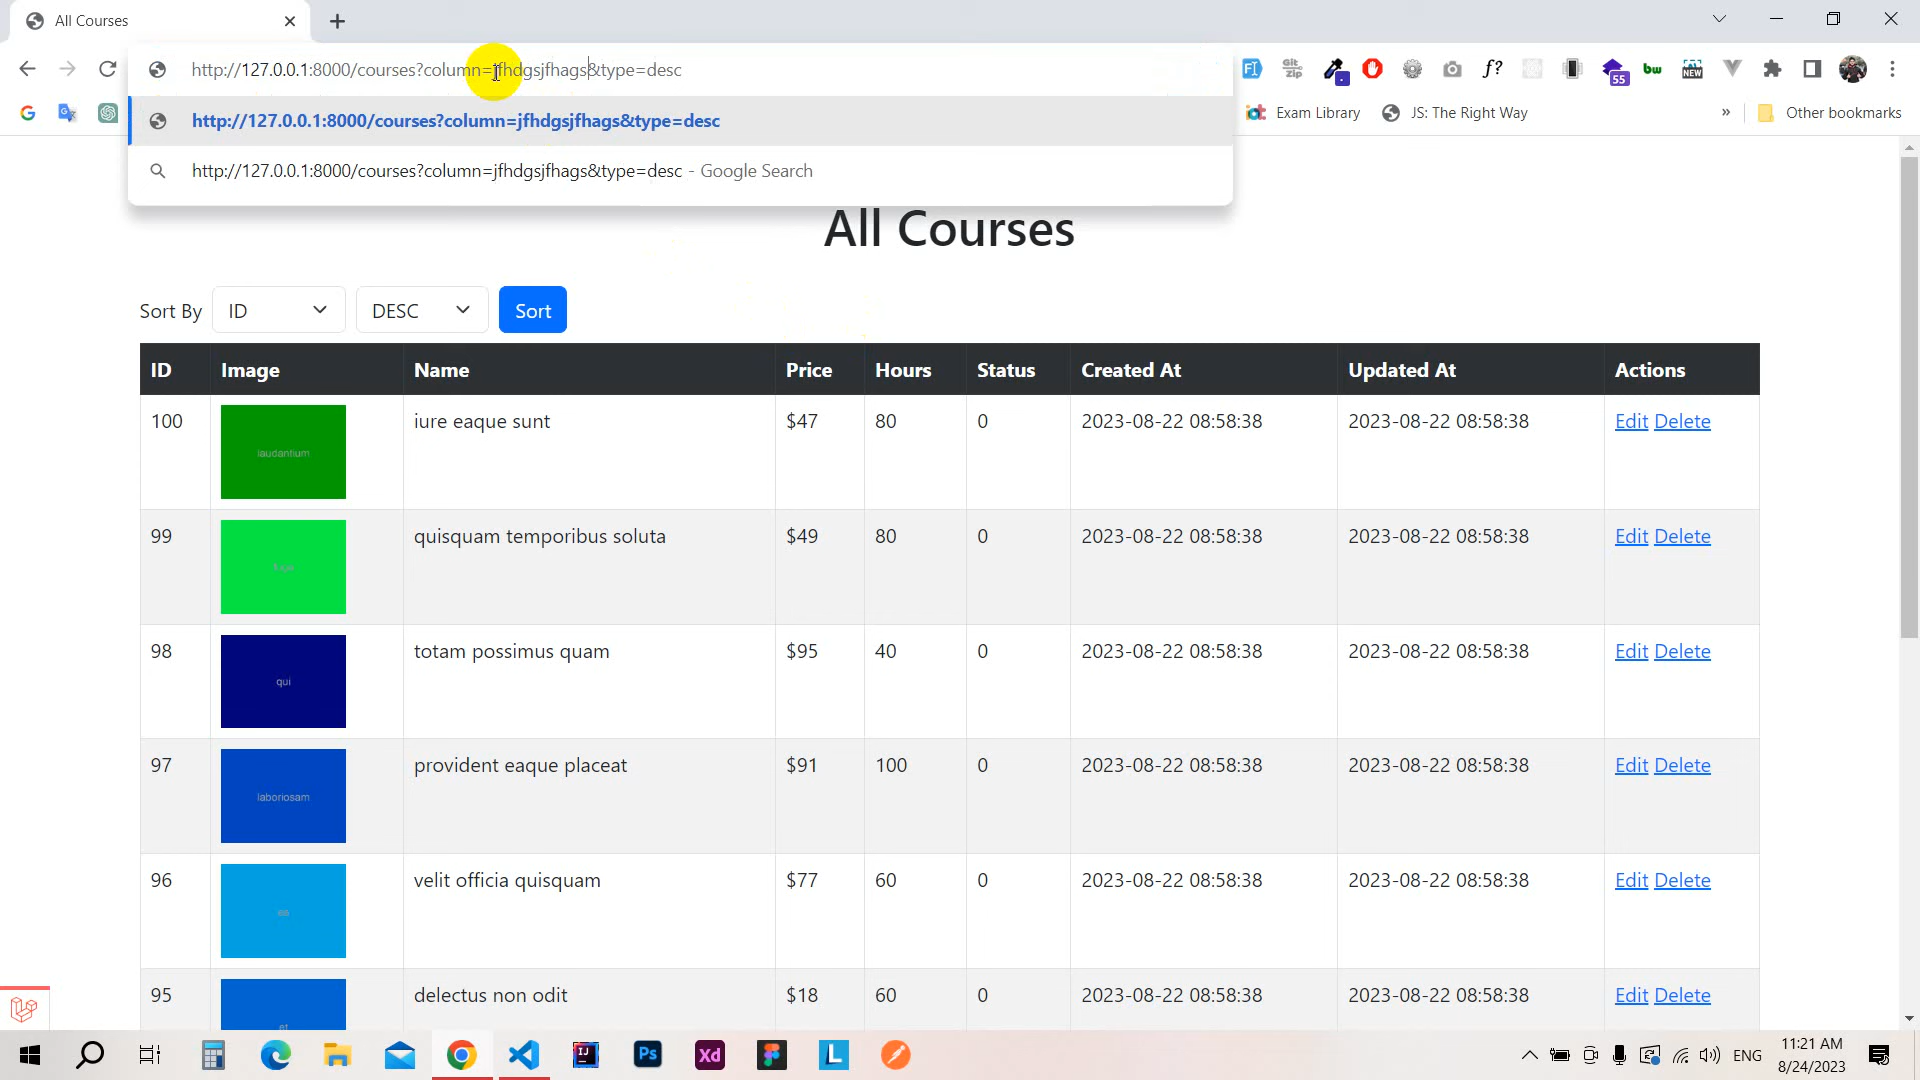 All Courses
http://127.0.0.1:8000/courses?column=jfhdgsjfhags&type=desc
http://127.0.0.1:8000/courses?column=jfhdgsjfhags&type=desc
http://127.0.0.1:8000/courses?column=jfhdgsjfhags&type=desc - Google Search
55
Exam Library
JS: The Right Way
»
Other bookmarks
All Courses
Sort By ID DESC Sort
ID Image Name Price Hours Status Created At Updated At Actions
100 laudantium iure eaque sunt $47 80 0 2023-08-22 08:58:38 2023-08-22 08:58:38 Edit Delete
99 quisquam temporibus soluta $49 80 0 2023-08-22 08:58:38 2023-08-22 08:58:38 Edit Delete
98 qui totam possimus quam $95 40 0 2023-08-22 08:58:38 2023-08-22 08:58:38 Edit Delete
97 laboriosam provident eaque placeat $91 100 0 2023-08-22 08:58:38 2023-08-22 08:58:38 Edit Delete
96 velit officia quisquam $77 60 0 2023-08-22 08:58:38 2023-08-22 08:58:38 Edit Delete
95 et delectus non odit $18 60 0 2023-08-22 08:58:38 2023-08-22 08:58:38 Edit Delete
ENG
11:21 AM
8/24/2023